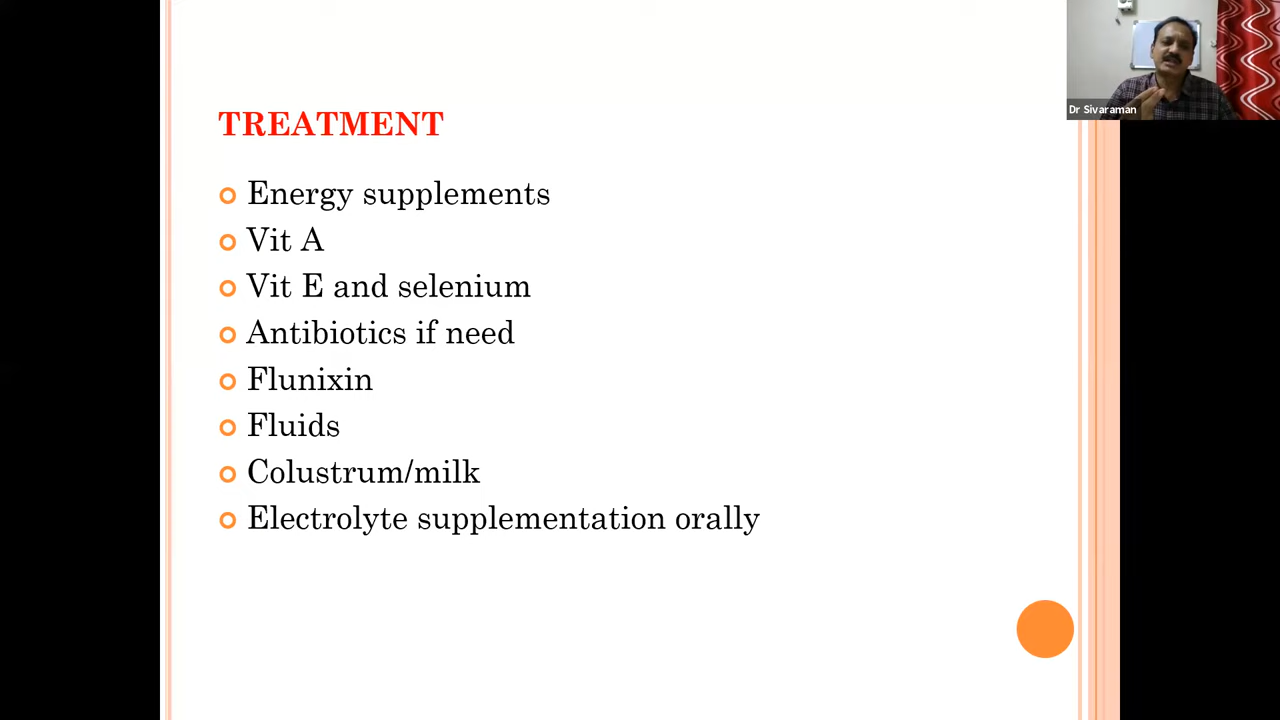 Dr Sivaraman
TREATMENT
Energy supplements
Vit A
Vit E and selenium
Antibiotics if need
Flunixin
Fluids
Colustrum/milk
Electrolyte supplementation orally